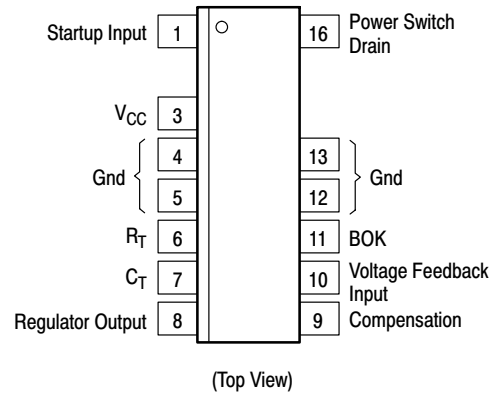 Startup Input 1 16 Power Switch
Drain
VCC 3
4 13
Gnd Gnd
5 12
RT 6 11 BOK
CT 7 10 Voltage Feedback
Input
Regulator Output 8 9 Compensation
(Top View)